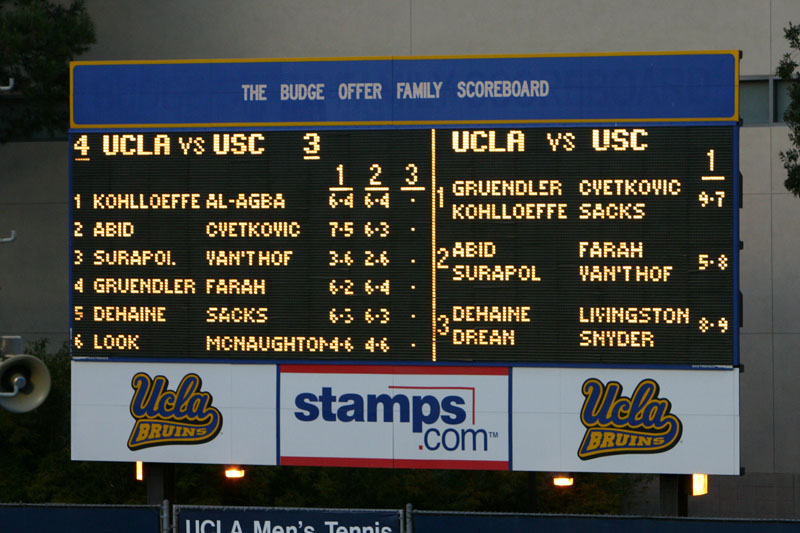 THE BUDGE OFFER FAMILY SCOREBOARD
4 UCLA VS USC 3
1 2 3
1 KOHLLOEFFE AL-AGBA 6-4 6-4 -
2 ABID CVETKOVIC 7-5 6-3 -
3 SURAPOL VAN'THOF 3-6 2-6 -
4 GRUENDLER FARAH 6-2 6-4 -
5 DEHAINE SACKS 6-3 6-3 -
6 LOOK MCNAUGHTON 4-6 4-6 -
UCLA VS USC
1
1 GRUENDLER CVETKOVIC 9-7
KOHLLOEFFE SACKS
2 ABID FARAH 5-8
SURAPOL VAN'THOF
3 DEHAINE LIVINGSTON 8-9
DREAN SNYDER
Ucla
BRUINS
stamps
.com™
Ucla
BRUINS
UCLA Men's Tennis